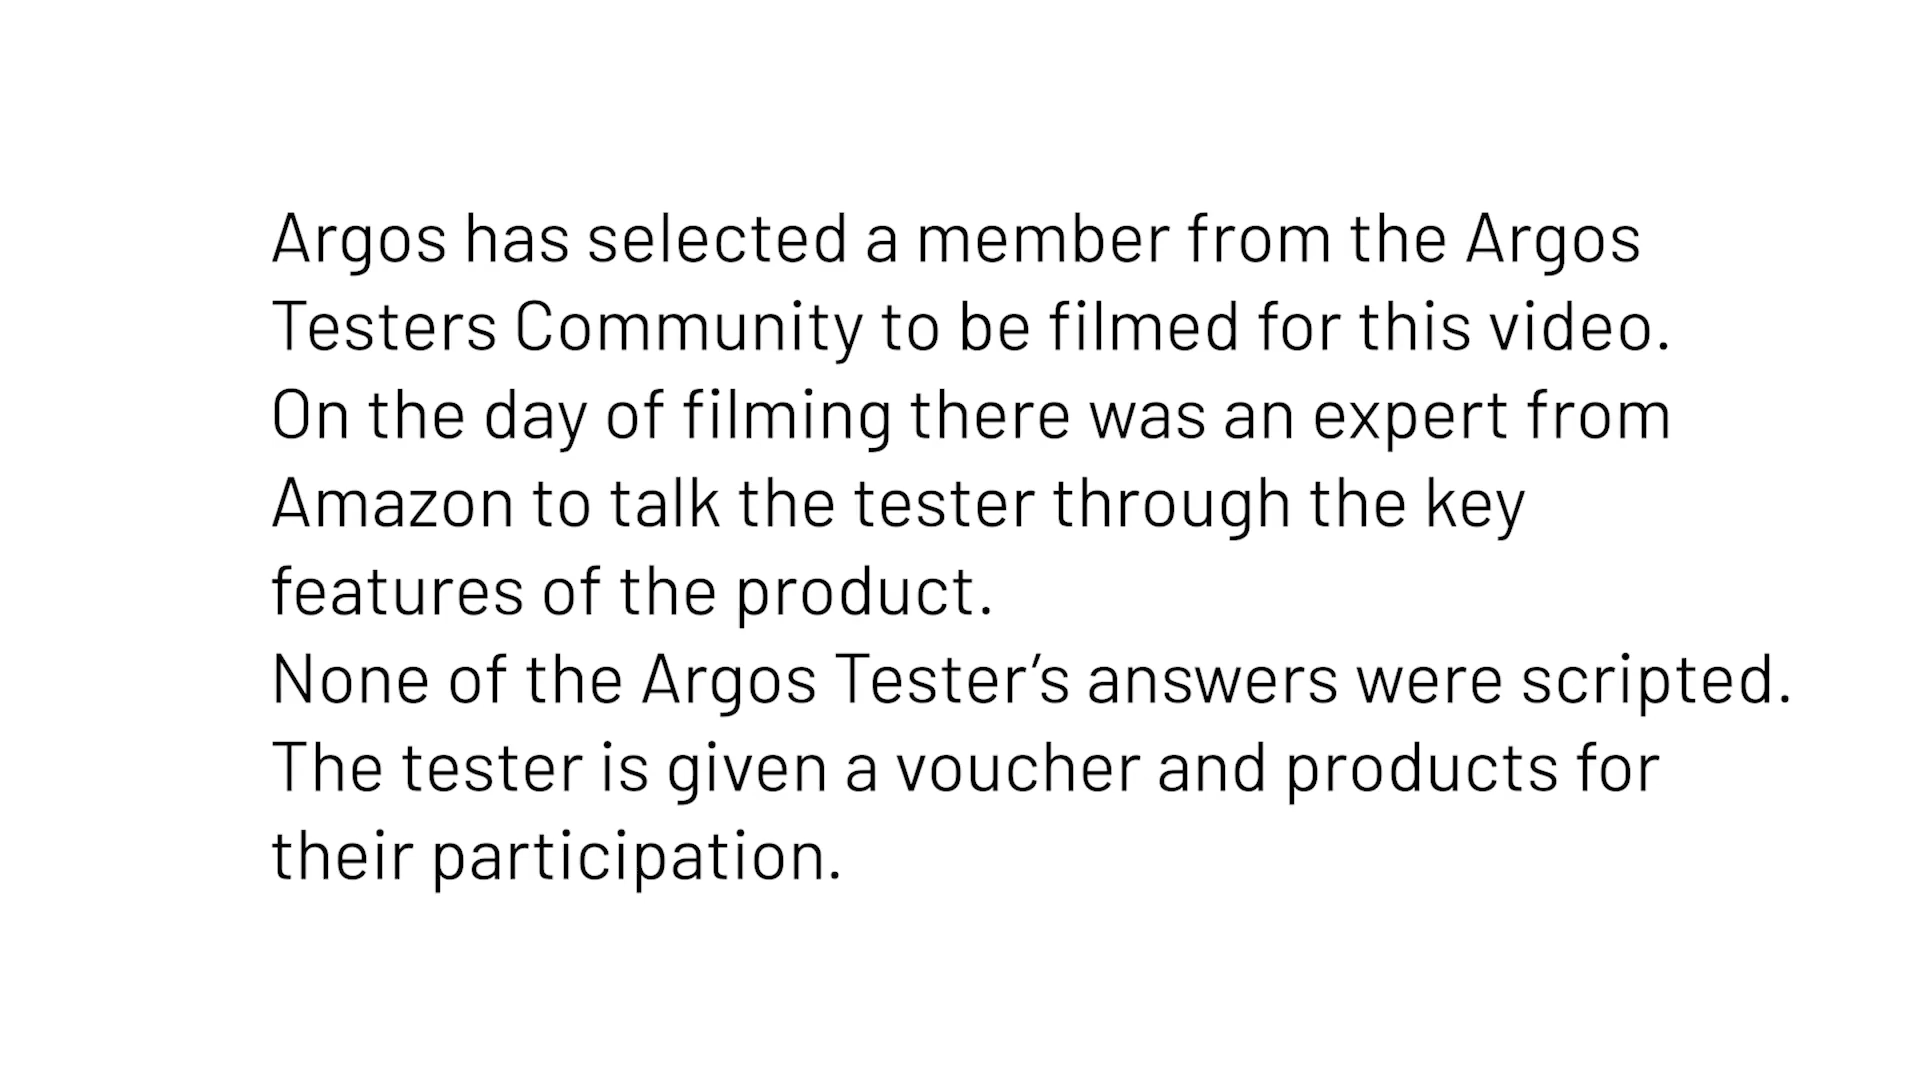 Argos has selected a member from the Argos
Testers Community to be filmed for this video.
On the day of filming there was an expert from
Amazon to talk the tester through the key
features of the product.
None of the Argos Tester’s answers were scripted.
The tester is given a voucher and products for
their participation.